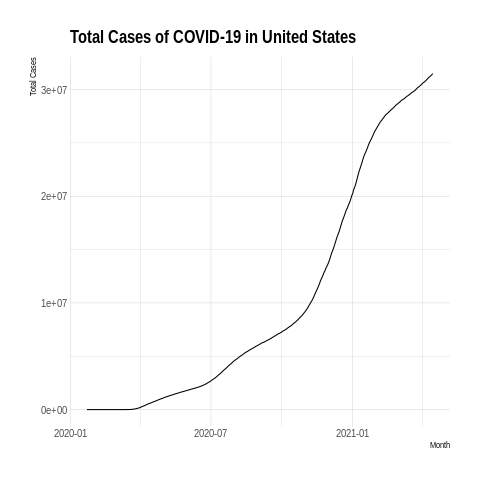 Total Cases of COVID-19 in United States
Total Cases
3e+07
2e+07
1e+07
0e+00
2020-01 2020-07 2021-01
Month